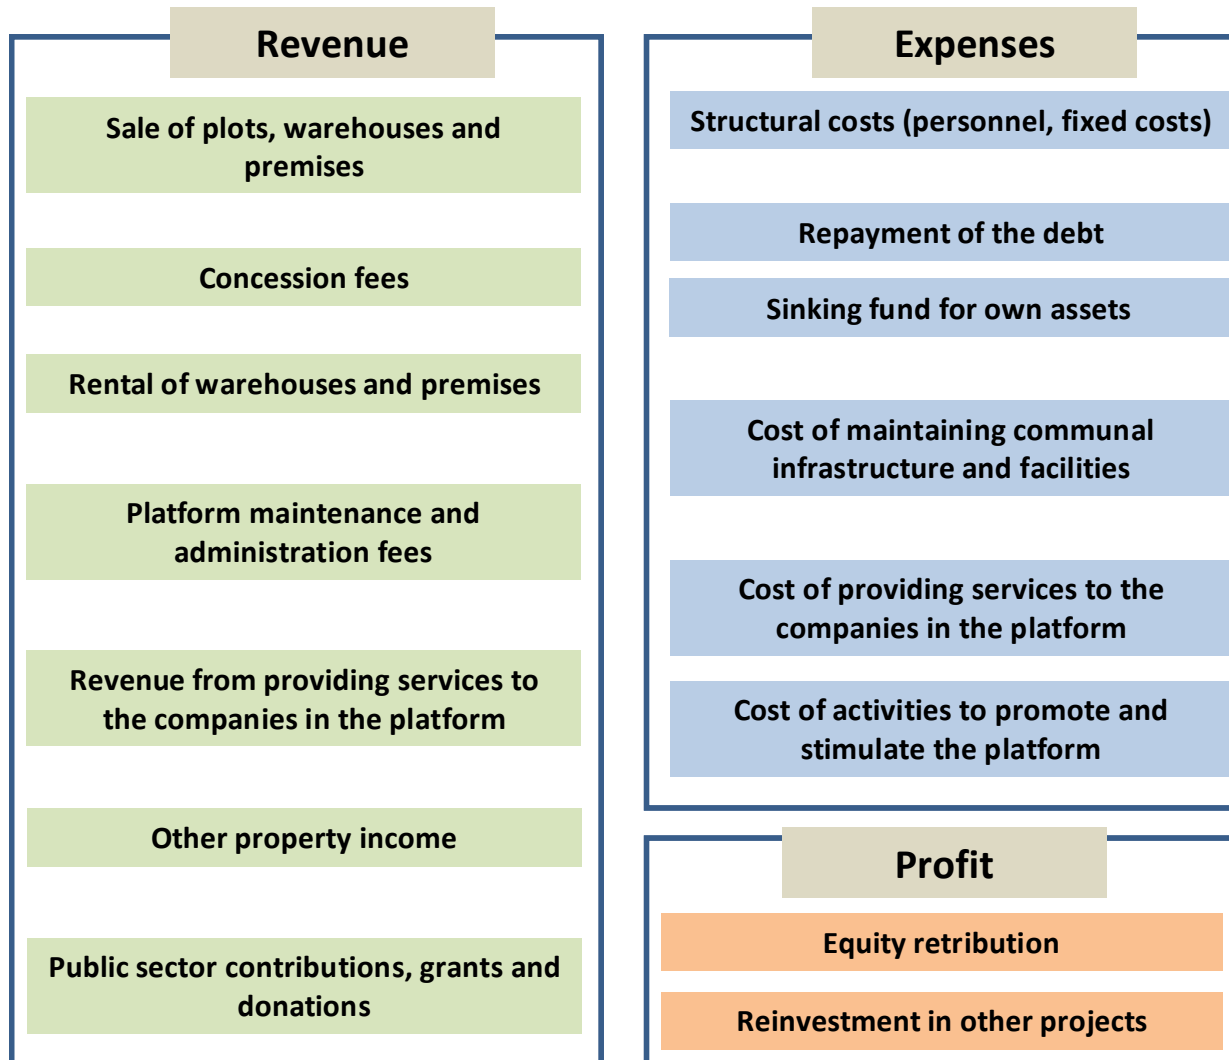 Revenue
Sale of plots, warehouses and
premises
Concession fees
Rental of warehouses and premises
Platform maintenance and
administration fees
Revenue from providing services to
the companies in the platform
Other property income
Public sector contributions, grants and
donations
Expenses
Structural costs (personnel, fixed costs)
Repayment of the debt
Sinking fund for own assets
Cost of maintaining communal
infrastructure and facilities
Cost of providing services to the
companies in the platform
Cost of activities to promote and
stimulate the platform
Profit
Equity retribution
Reinvestment in other projects